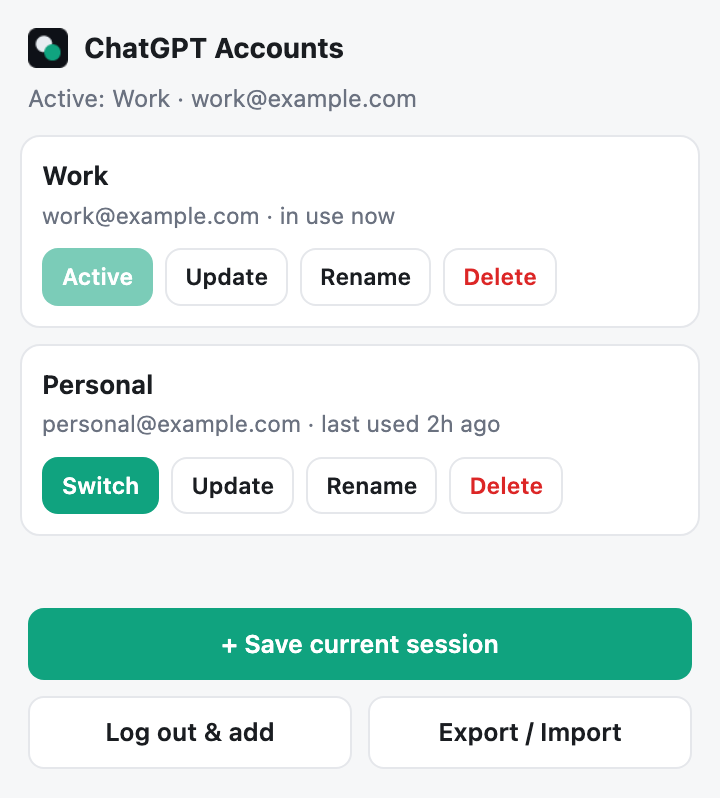 ChatGPT Accounts
Active: Work · work@example.com
Work
work@example.com · in use now
Active Update Rename Delete
Personal
personal@example.com · last used 2h ago
Switch Update Rename Delete
+ Save current session
Log out & add Export / Import